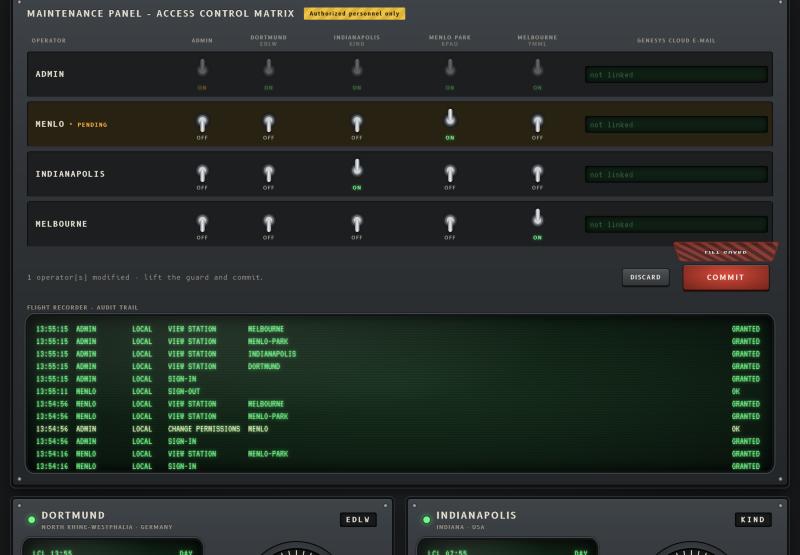 MAINTENANCE PANEL - ACCESS CONTROL MATRIX Authorized personnel only
OPERATOR ADMIN DORTMUND EDLW INDIANAPOLIS KIND MENLO PARK KPAO MELBOURNE YMML GENESYS CLOUD E-MAIL
ADMIN ON ON ON ON ON not linked
MENLO • PENDING OFF OFF OFF ON OFF not linked
INDIANAPOLIS OFF OFF ON OFF OFF not linked
MELBOURNE OFF OFF OFF OFF ON not linked
1 operator[s] modified · lift the guard and commit. DISCARD COMMIT
FLIGHT RECORDER · AUDIT TRAIL
13:55:15 ADMIN LOCAL VIEW STATION MELBOURNE GRANTED
13:55:15 ADMIN LOCAL VIEW STATION MENLO-PARK GRANTED
13:55:15 ADMIN LOCAL VIEW STATION INDIANAPOLIS GRANTED
13:55:15 ADMIN LOCAL VIEW STATION DORTMUND GRANTED
13:55:15 ADMIN LOCAL SIGN-IN GRANTED
13:55:11 MENLO LOCAL SIGN-OUT OK
13:54:56 MENLO LOCAL VIEW STATION MELBOURNE GRANTED
13:54:56 MENLO LOCAL VIEW STATION MENLO-PARK GRANTED
13:54:56 ADMIN LOCAL CHANGE PERMISSIONS MENLO OK
13:54:56 ADMIN LOCAL SIGN-IN GRANTED
13:54:16 MENLO LOCAL VIEW STATION MENLO-PARK GRANTED
13:54:16 MENLO LOCAL SIGN-IN GRANTED
DORTMUND EDLW
NORTH RHINE-WESTPHALIA · GERMANY
INDIANAPOLIS KIND
INDIANA · USA
LCL 13:55 DAY
LCL 07:55 DAY